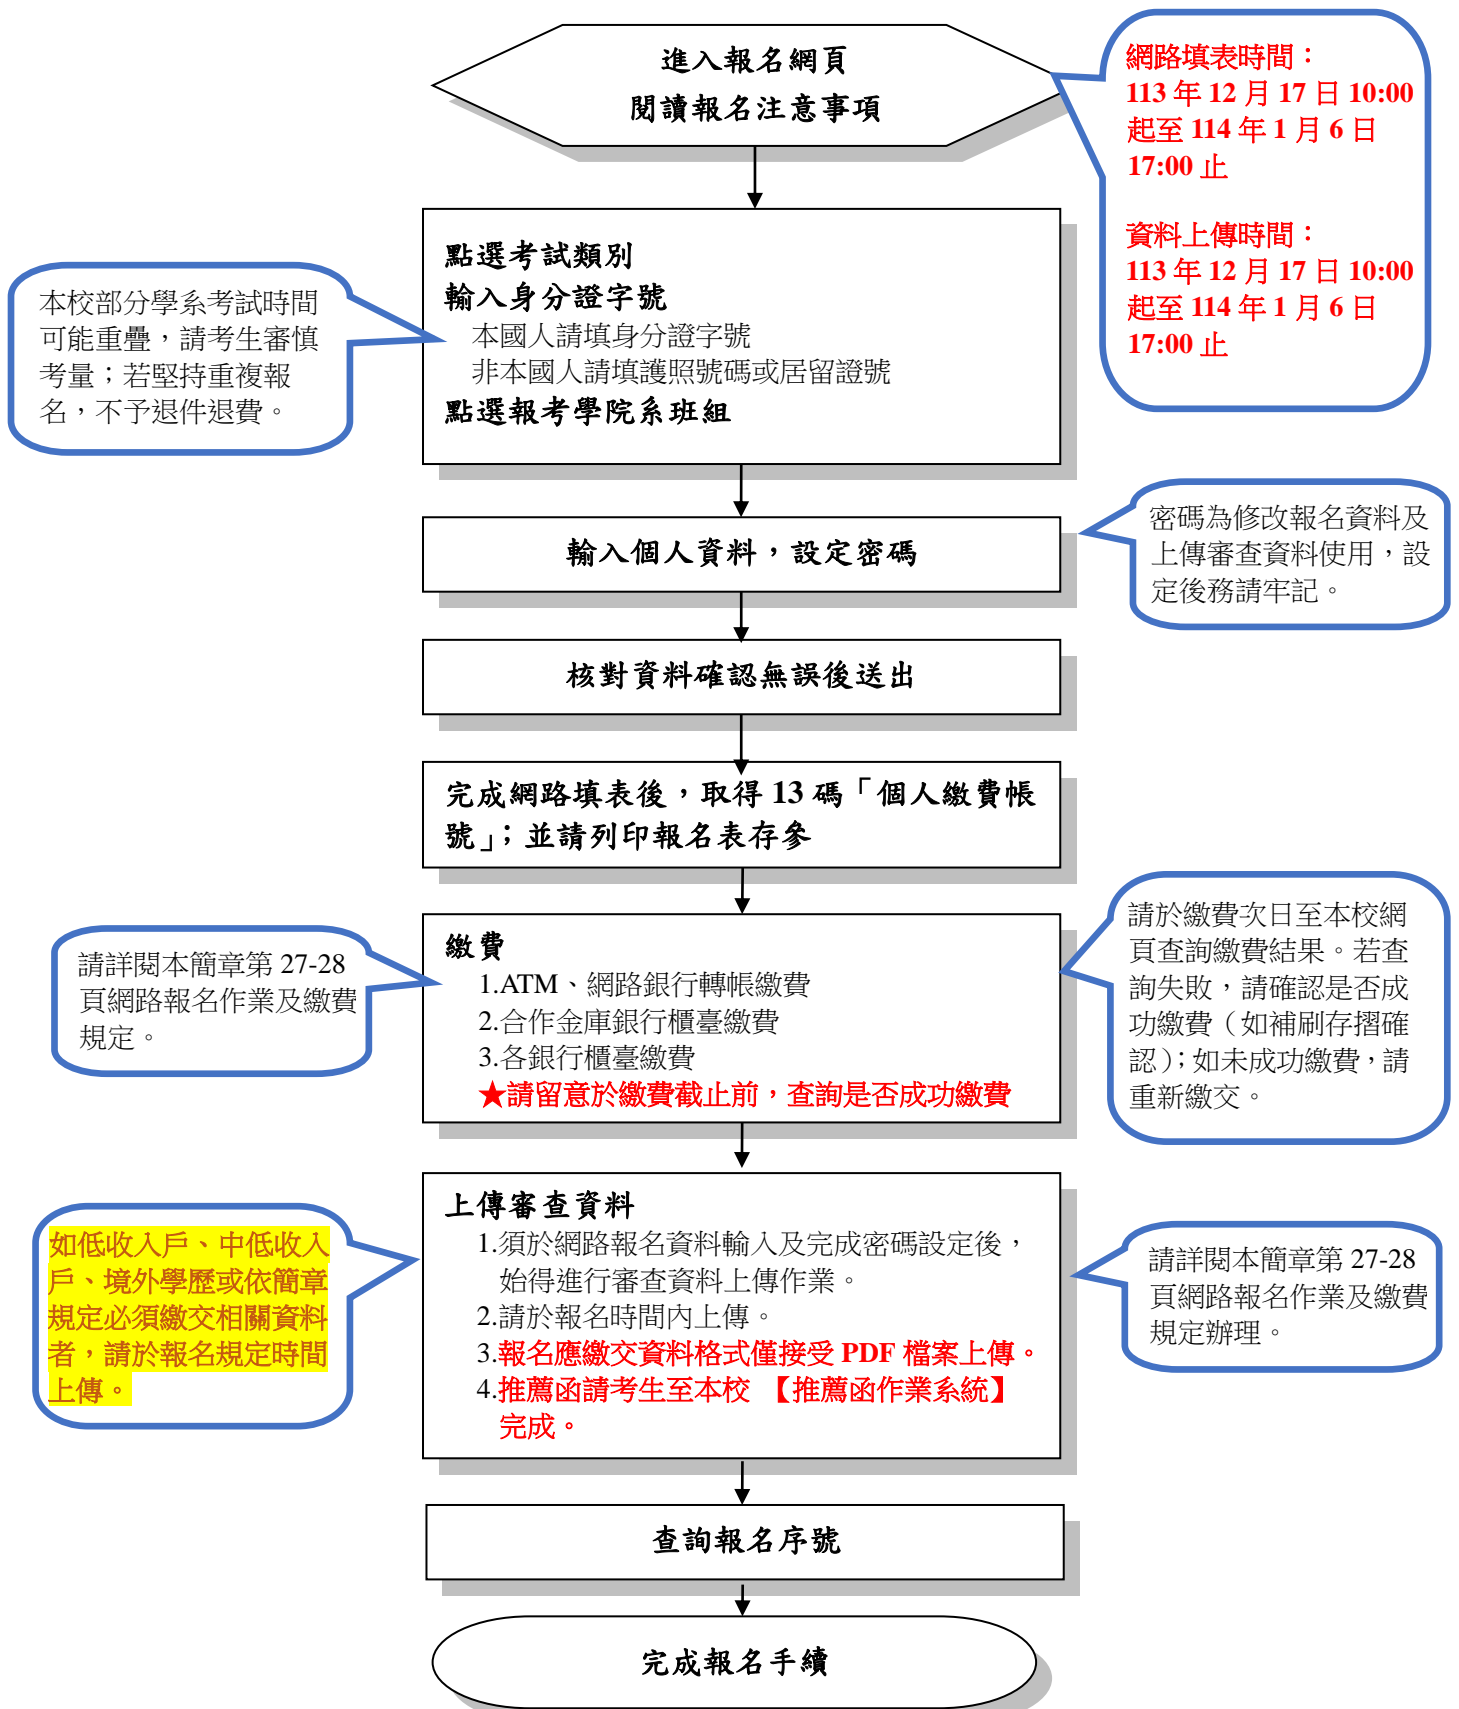 進入報名網頁
閱讀報名注意事項
網路填表時間：
113 年 12 月 17 日 10:00
起至 114 年 1 月 6 日
17:00 止
資料上傳時間：
113 年 12 月 17 日 10:00
起至 114 年 1 月 6 日
17:00 止
點選考試類別
輸入身分證字號
本國人請填身分證字號
非本國人請填護照號碼或居留證號
點選報考學院系班組
本校部分學系考試時間
可能重疊，請考生審慎
考量；若堅持重複報
名，不予退件退費。
輸入個人資料，設定密碼
密碼為修改報名資料及
上傳審查資料使用，設
定後務請牢記。
核對資料確認無誤後送出
完成網路填表後，取得 13 碼「個人繳費帳
號」；並請列印報名表存參
繳費
1.ATM、網路銀行轉帳繳費
2.合作金庫銀行櫃臺繳費
3.各銀行櫃臺繳費
★請留意於繳費截止前，查詢是否成功繳費
請詳閱本簡章第 27-28
頁網路報名作業及繳費
規定。
請於繳費次日至本校網
頁查詢繳費結果。若查
詢失敗，請確認是否成
功繳費（如補刷存摺確
認）；如未成功繳費，請
重新繳交。
上傳審查資料
1.須於網路報名資料輸入及完成密碼設定後，
始得進行審查資料上傳作業。
2.請於報名時間內上傳。
3.報名應繳交資料格式僅接受 PDF 檔案上傳。
4.推薦函請考生至本校 【推薦函作業系統】
完成。
如低收入戶、中低收入
戶、境外學歷或依簡章
規定必須繳交相關資料
者，請於報名規定時間
上傳。
請詳閱本簡章第 27-28
頁網路報名作業及繳費
規定辦理。
查詢報名序號
完成報名手續